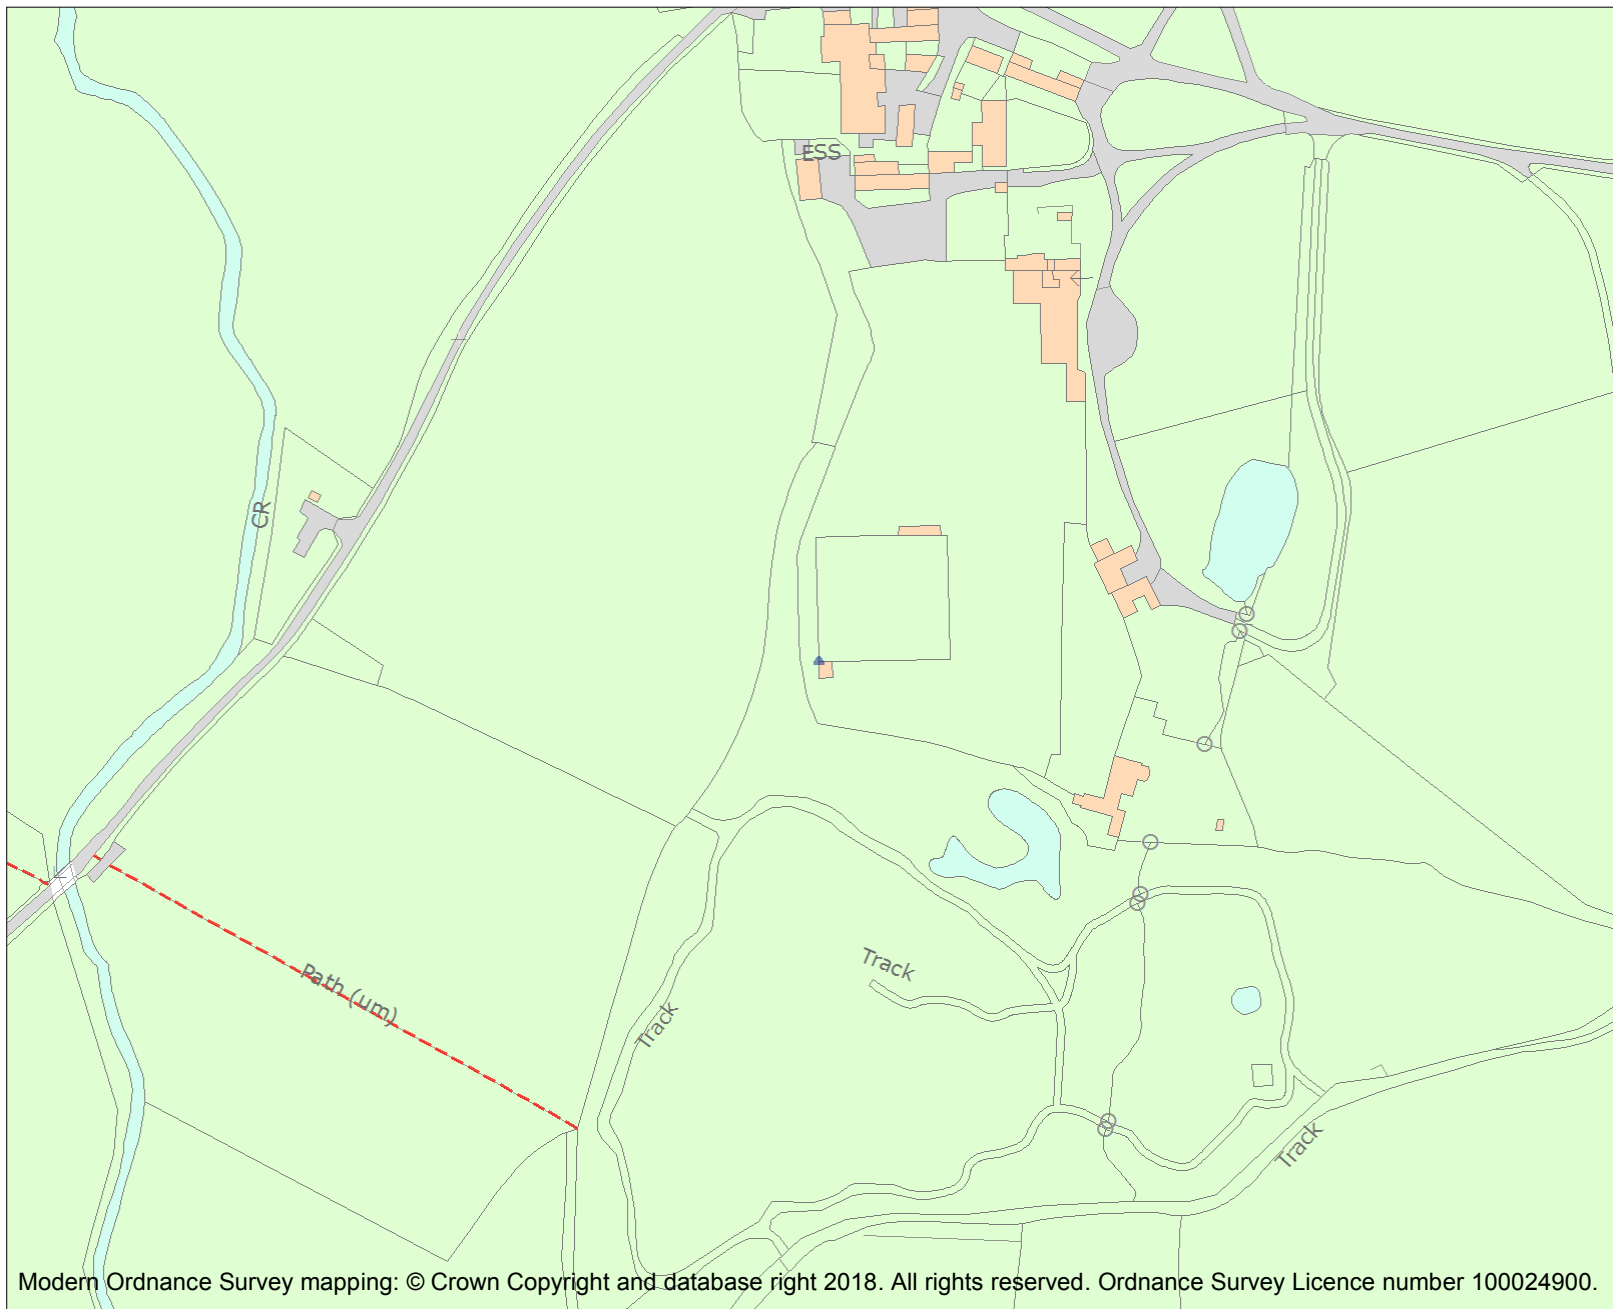 ESS
CR
Track
Path (um)
Track
Track
Modern Ordnance Survey mapping: © Crown Copyright and database right 2018. All rights reserved. Ordnance Survey Licence number 100024900.